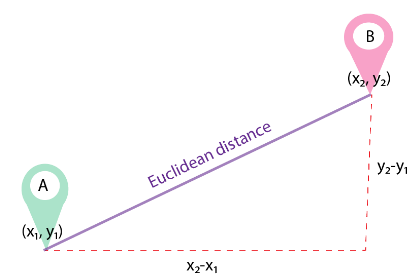 B
(x₂, y₂)
Euclidean distance
y₂-y₁
A
(x₁, y₁)
x₂-x₁